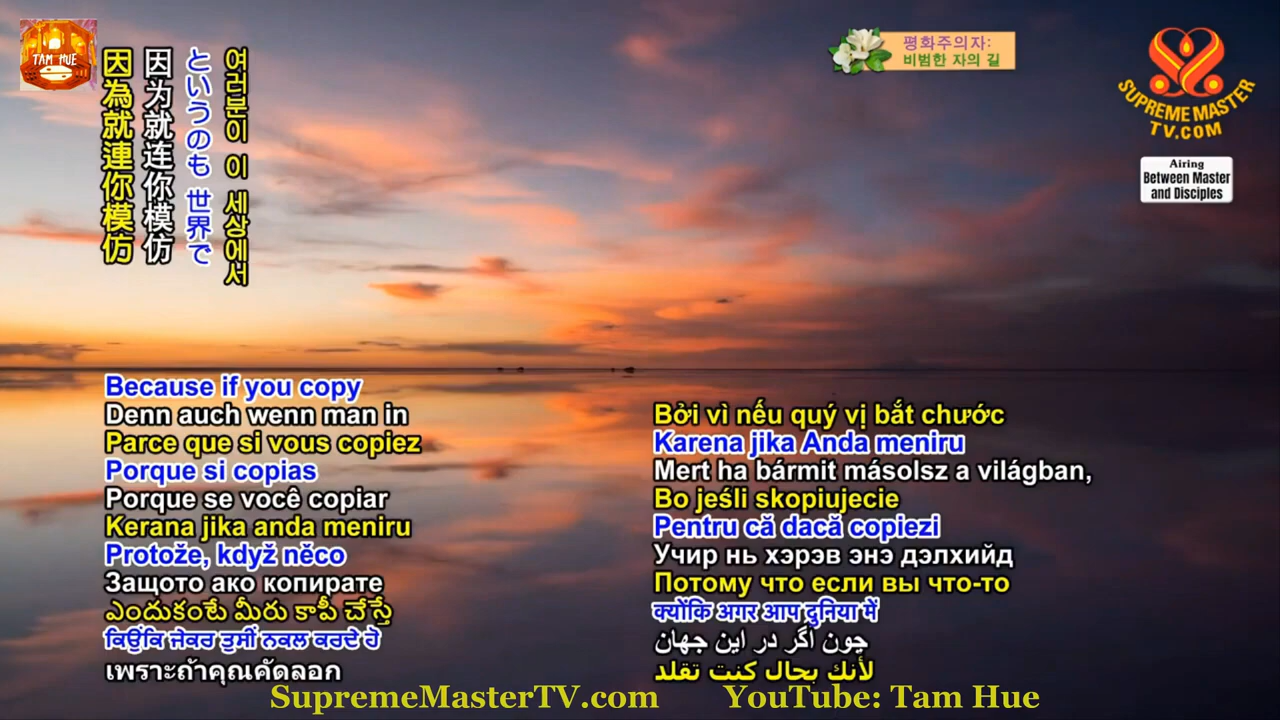 TAM HUE
因為就連你模仿
因为就连你模仿
というのも 世界で
여러분이 이 세상에서
평화주의자:
비범한 자의 길
SUPREME MASTER
TV.COM
Airing
Between Master
and Disciples
Because if you copy
Denn auch wenn man in
Parce que si vous copiez
Porque si copias
Porque se você copiar
Kerana jika anda meniru
Protože, když něco
Защото ако копирате
ఎందుకంటే మీరు కాపీ చేస్తే
ਕਿਉਂਕਿ ਜੇਕਰ ਤੁਸੀਂ ਨਕਲ ਕਰਦੇ ਹੋ
เพราะถ้าคุณคัดลอก
Bởi vì nếu quý vị bắt chước
Karena jika Anda meniru
Mert ha bármit másolsz a világban,
Bo jeśli skopiujecie
Pentru că dacă copiezi
Учир нь хэрэв энэ дэлхийд
Потому что если вы что-то
क्योंकि अगर आप दुनिया में
چون اگر در این جهان
لأنك بحال كنت تقلد
SupremeMasterTV.com YouTube: Tam Hue